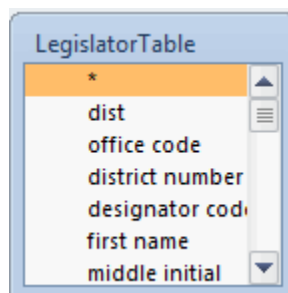 LegislatorTable
*
dist
office code
district number
designator cod
first name
middle initial